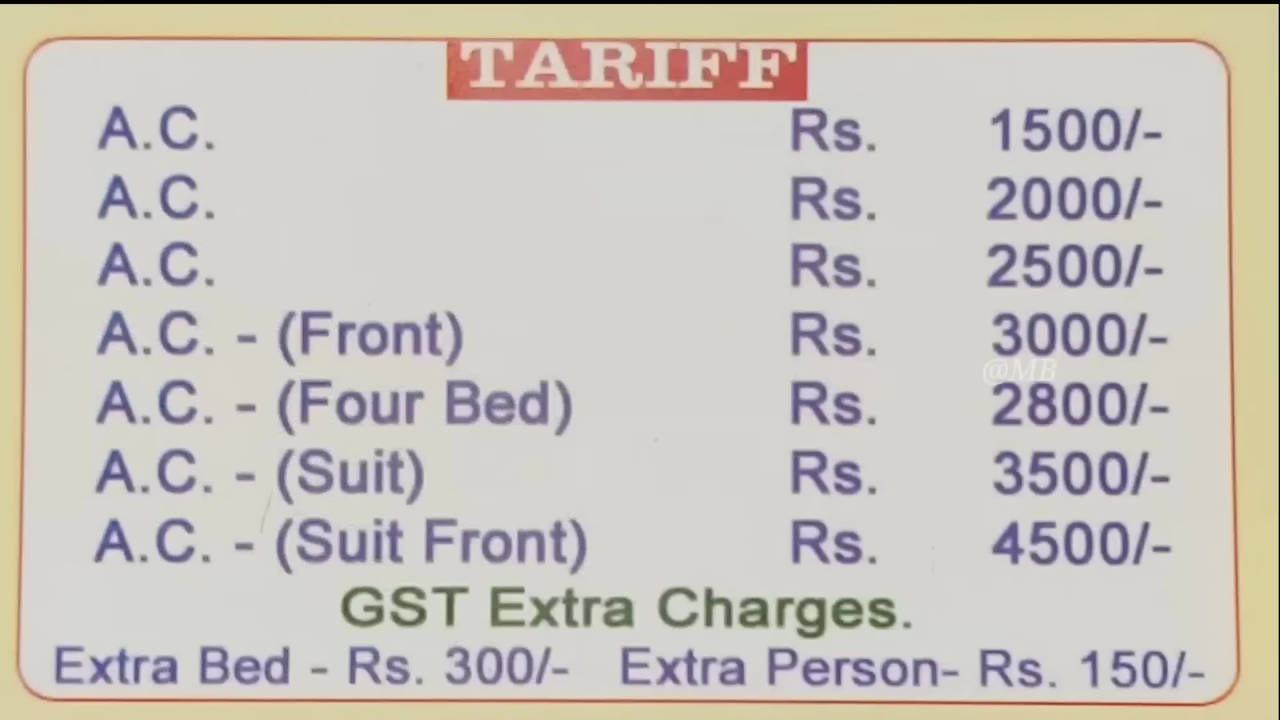 TARIFF
A.C. Rs. 1500/-
A.C. Rs. 2000/-
A.C. Rs. 2500/-
A.C. - (Front) Rs. 3000/-
@MB
A.C. - (Four Bed) Rs. 2800/-
A.C. - (Suit) Rs. 3500/-
A.C. - (Suit Front) Rs. 4500/-
GST Extra Charges.
Extra Bed - Rs. 300/- Extra Person- Rs. 150/-